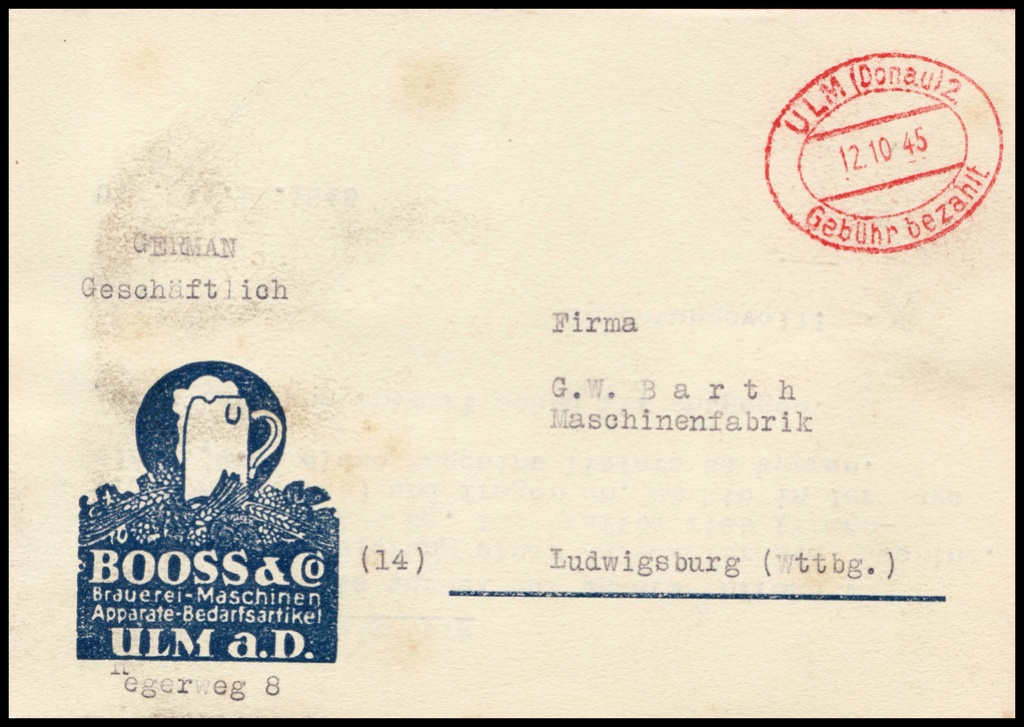 ULM (Donau) 2
12.10 45
Gebühr bezahlt
GERMAN
Geschäftlich
Firma
G.W. Barth
Maschinenfabrik
(14) Ludwigsburg (Wttbg.)
BOOSS & Co
Brauerei-Maschinen
Apparate-Bedarfsartikel
ULM a.D.
8